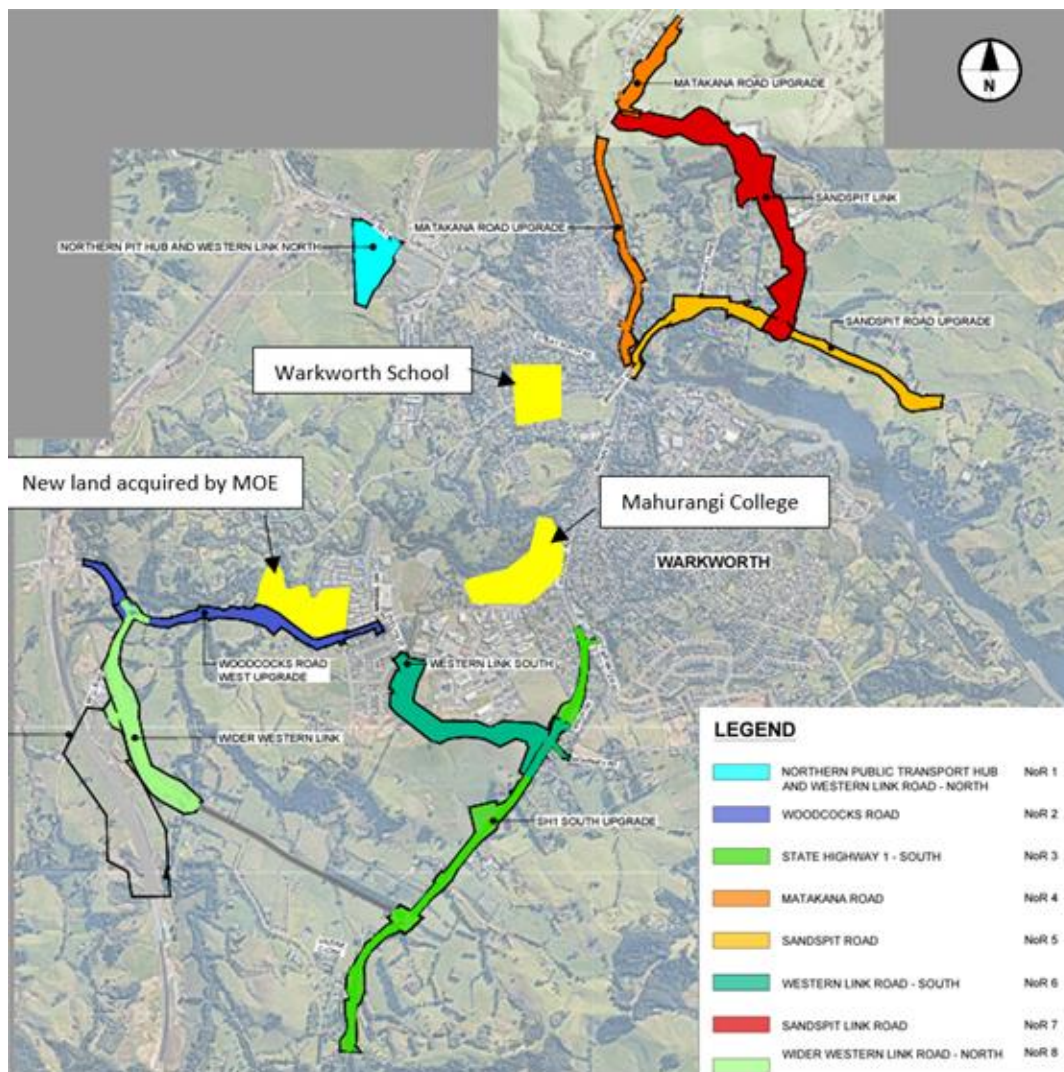 N
MATAKANA ROAD UPGRADE
SANDSPIT LINK
MATAKANA ROAD UPGRADE
NORTHERN PIT HUB AND WESTERN LINK NORTH
SANDSPIT ROAD UPGRADE
Warkworth School
New land acquired by MOE
Mahurangi College
WARKWORTH
WOODCOCKS ROAD
WEST UPGRADE
WESTERN LINK SOUTH
WIDER WESTERN LINK
SH1 SOUTH UPGRADE
LEGEND
NORTHERN PUBLIC TRANSPORT HUB NoR 1
AND WESTERN LINK ROAD - NORTH
WOODCOCKS ROAD NoR 2
STATE HIGHWAY 1 - SOUTH NoR 3
MATAKANA ROAD NoR 4
SANDSPIT ROAD NoR 5
WESTERN LINK ROAD - SOUTH NoR 6
SANDSPIT LINK ROAD NoR 7
WIDER WESTERN LINK ROAD - NORTH NoR 8